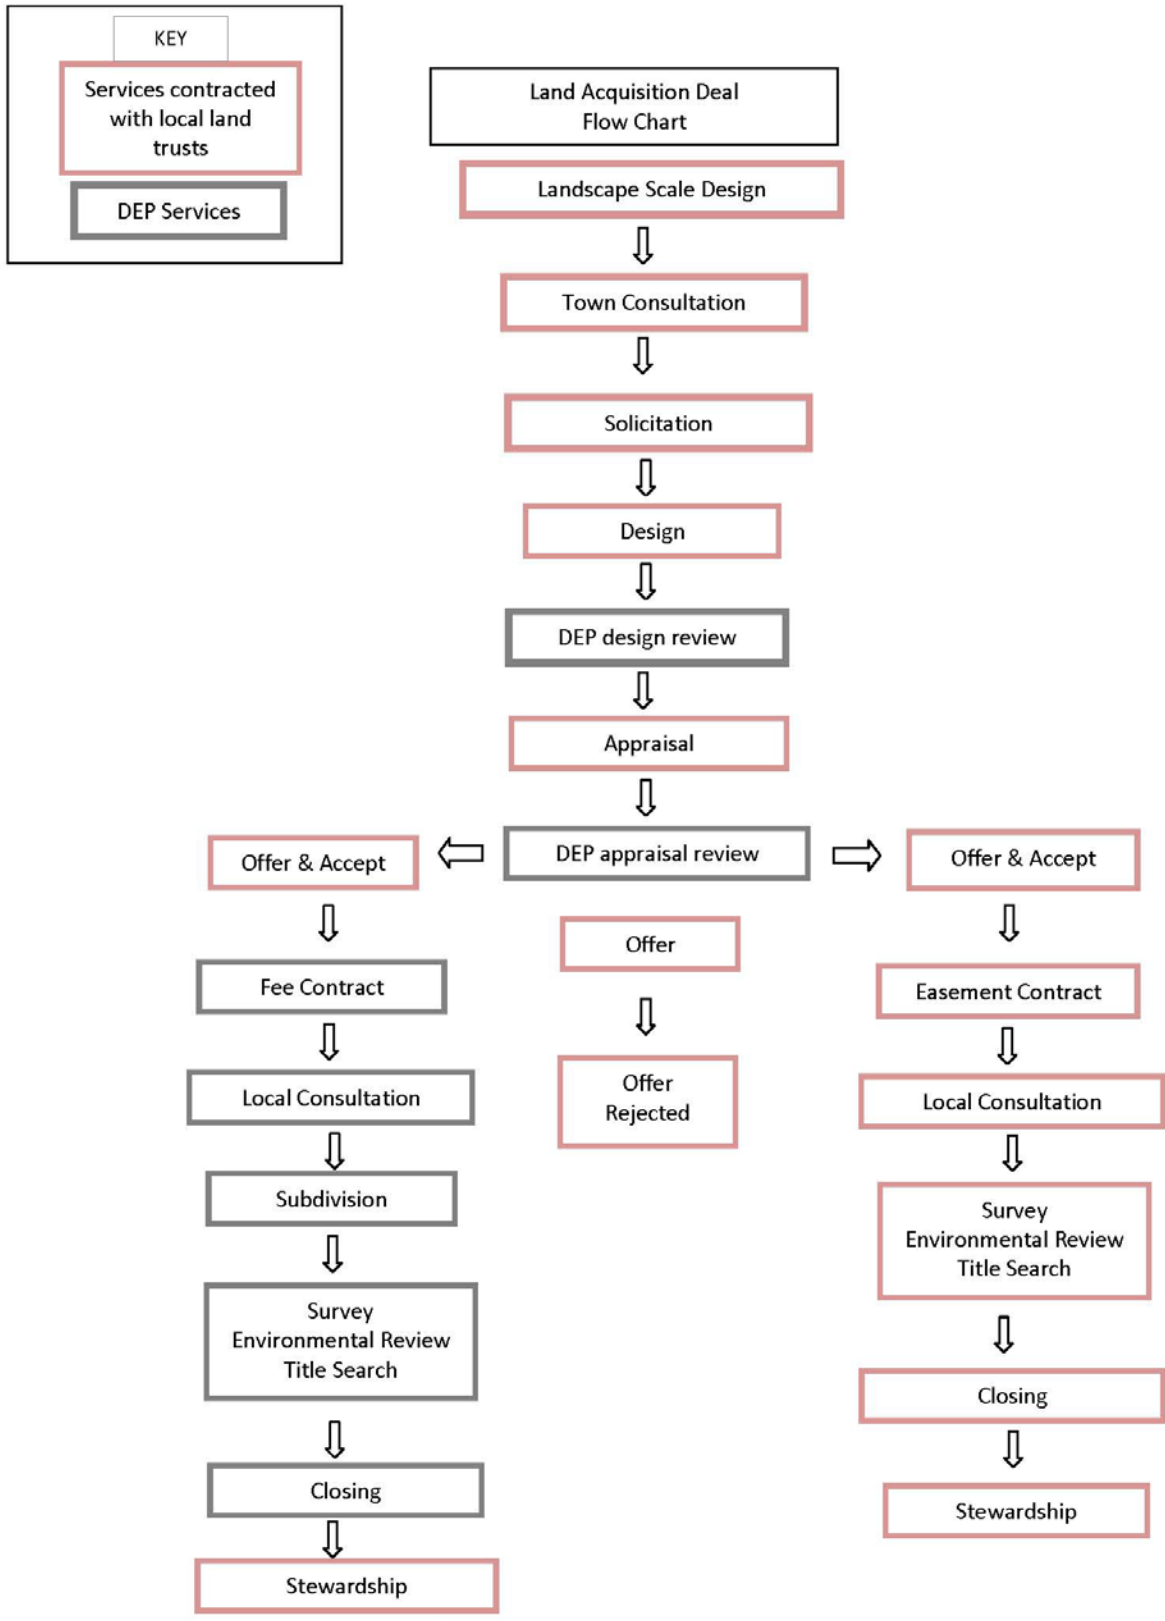 KEY
Services contracted
with local land
trusts
DEP Services
Land Acquisition Deal
Flow Chart
Landscape Scale Design
Town Consultation
Solicitation
Design
DEP design review
Appraisal
DEP appraisal review
Offer & Accept
Fee Contract
Local Consultation
Subdivision
Survey
Environmental Review
Title Search
Closing
Stewardship
Offer
Offer
Rejected
Offer & Accept
Easement Contract
Local Consultation
Survey
Environmental Review
Title Search
Closing
Stewardship